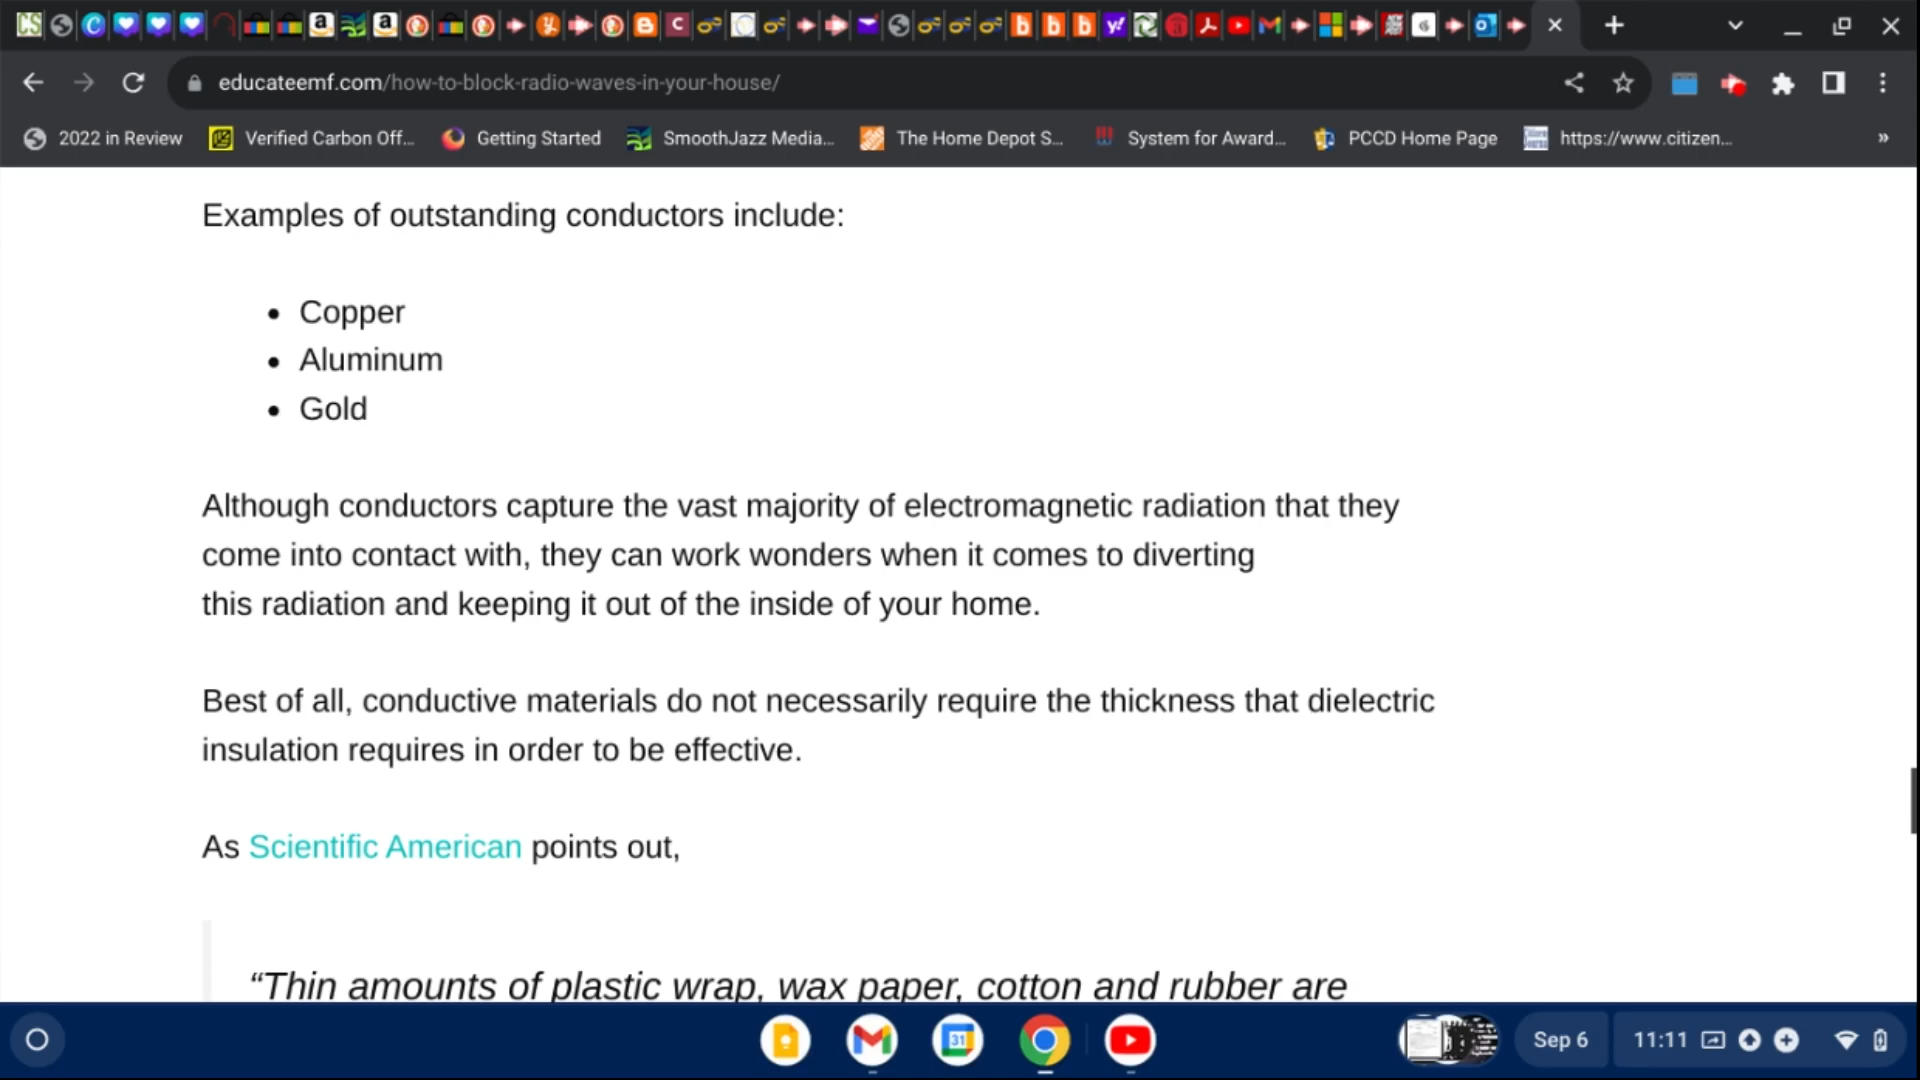 educateemf.com/how-to-block-radio-waves-in-your-house/
2022 in Review Verified Carbon Off... Getting Started SmoothJazz Media... The Home Depot S... System for Award... PCCD Home Page https://www.citizen... »
Examples of outstanding conductors include:
• Copper
• Aluminum
• Gold
Although conductors capture the vast majority of electromagnetic radiation that they
come into contact with, they can work wonders when it comes to diverting
this radiation and keeping it out of the inside of your home.
Best of all, conductive materials do not necessarily require the thickness that dielectric
insulation requires in order to be effective.
As Scientific American points out,
“Thin amounts of plastic wrap, wax paper, cotton and rubber are
Sep 6 11:11